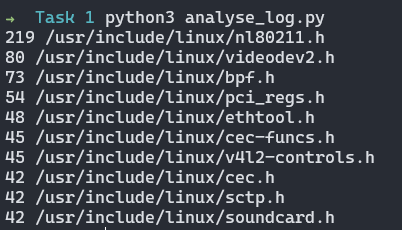 → Task 1 python3 analyse_log.py
219 /usr/include/linux/nl80211.h
80 /usr/include/linux/videodev2.h
73 /usr/include/linux/bpf.h
54 /usr/include/linux/pci_regs.h
48 /usr/include/linux/ethtool.h
45 /usr/include/linux/cec-funcs.h
45 /usr/include/linux/v4l2-controls.h
42 /usr/include/linux/cec.h
42 /usr/include/linux/sctp.h
42 /usr/include/linux/soundcard.h